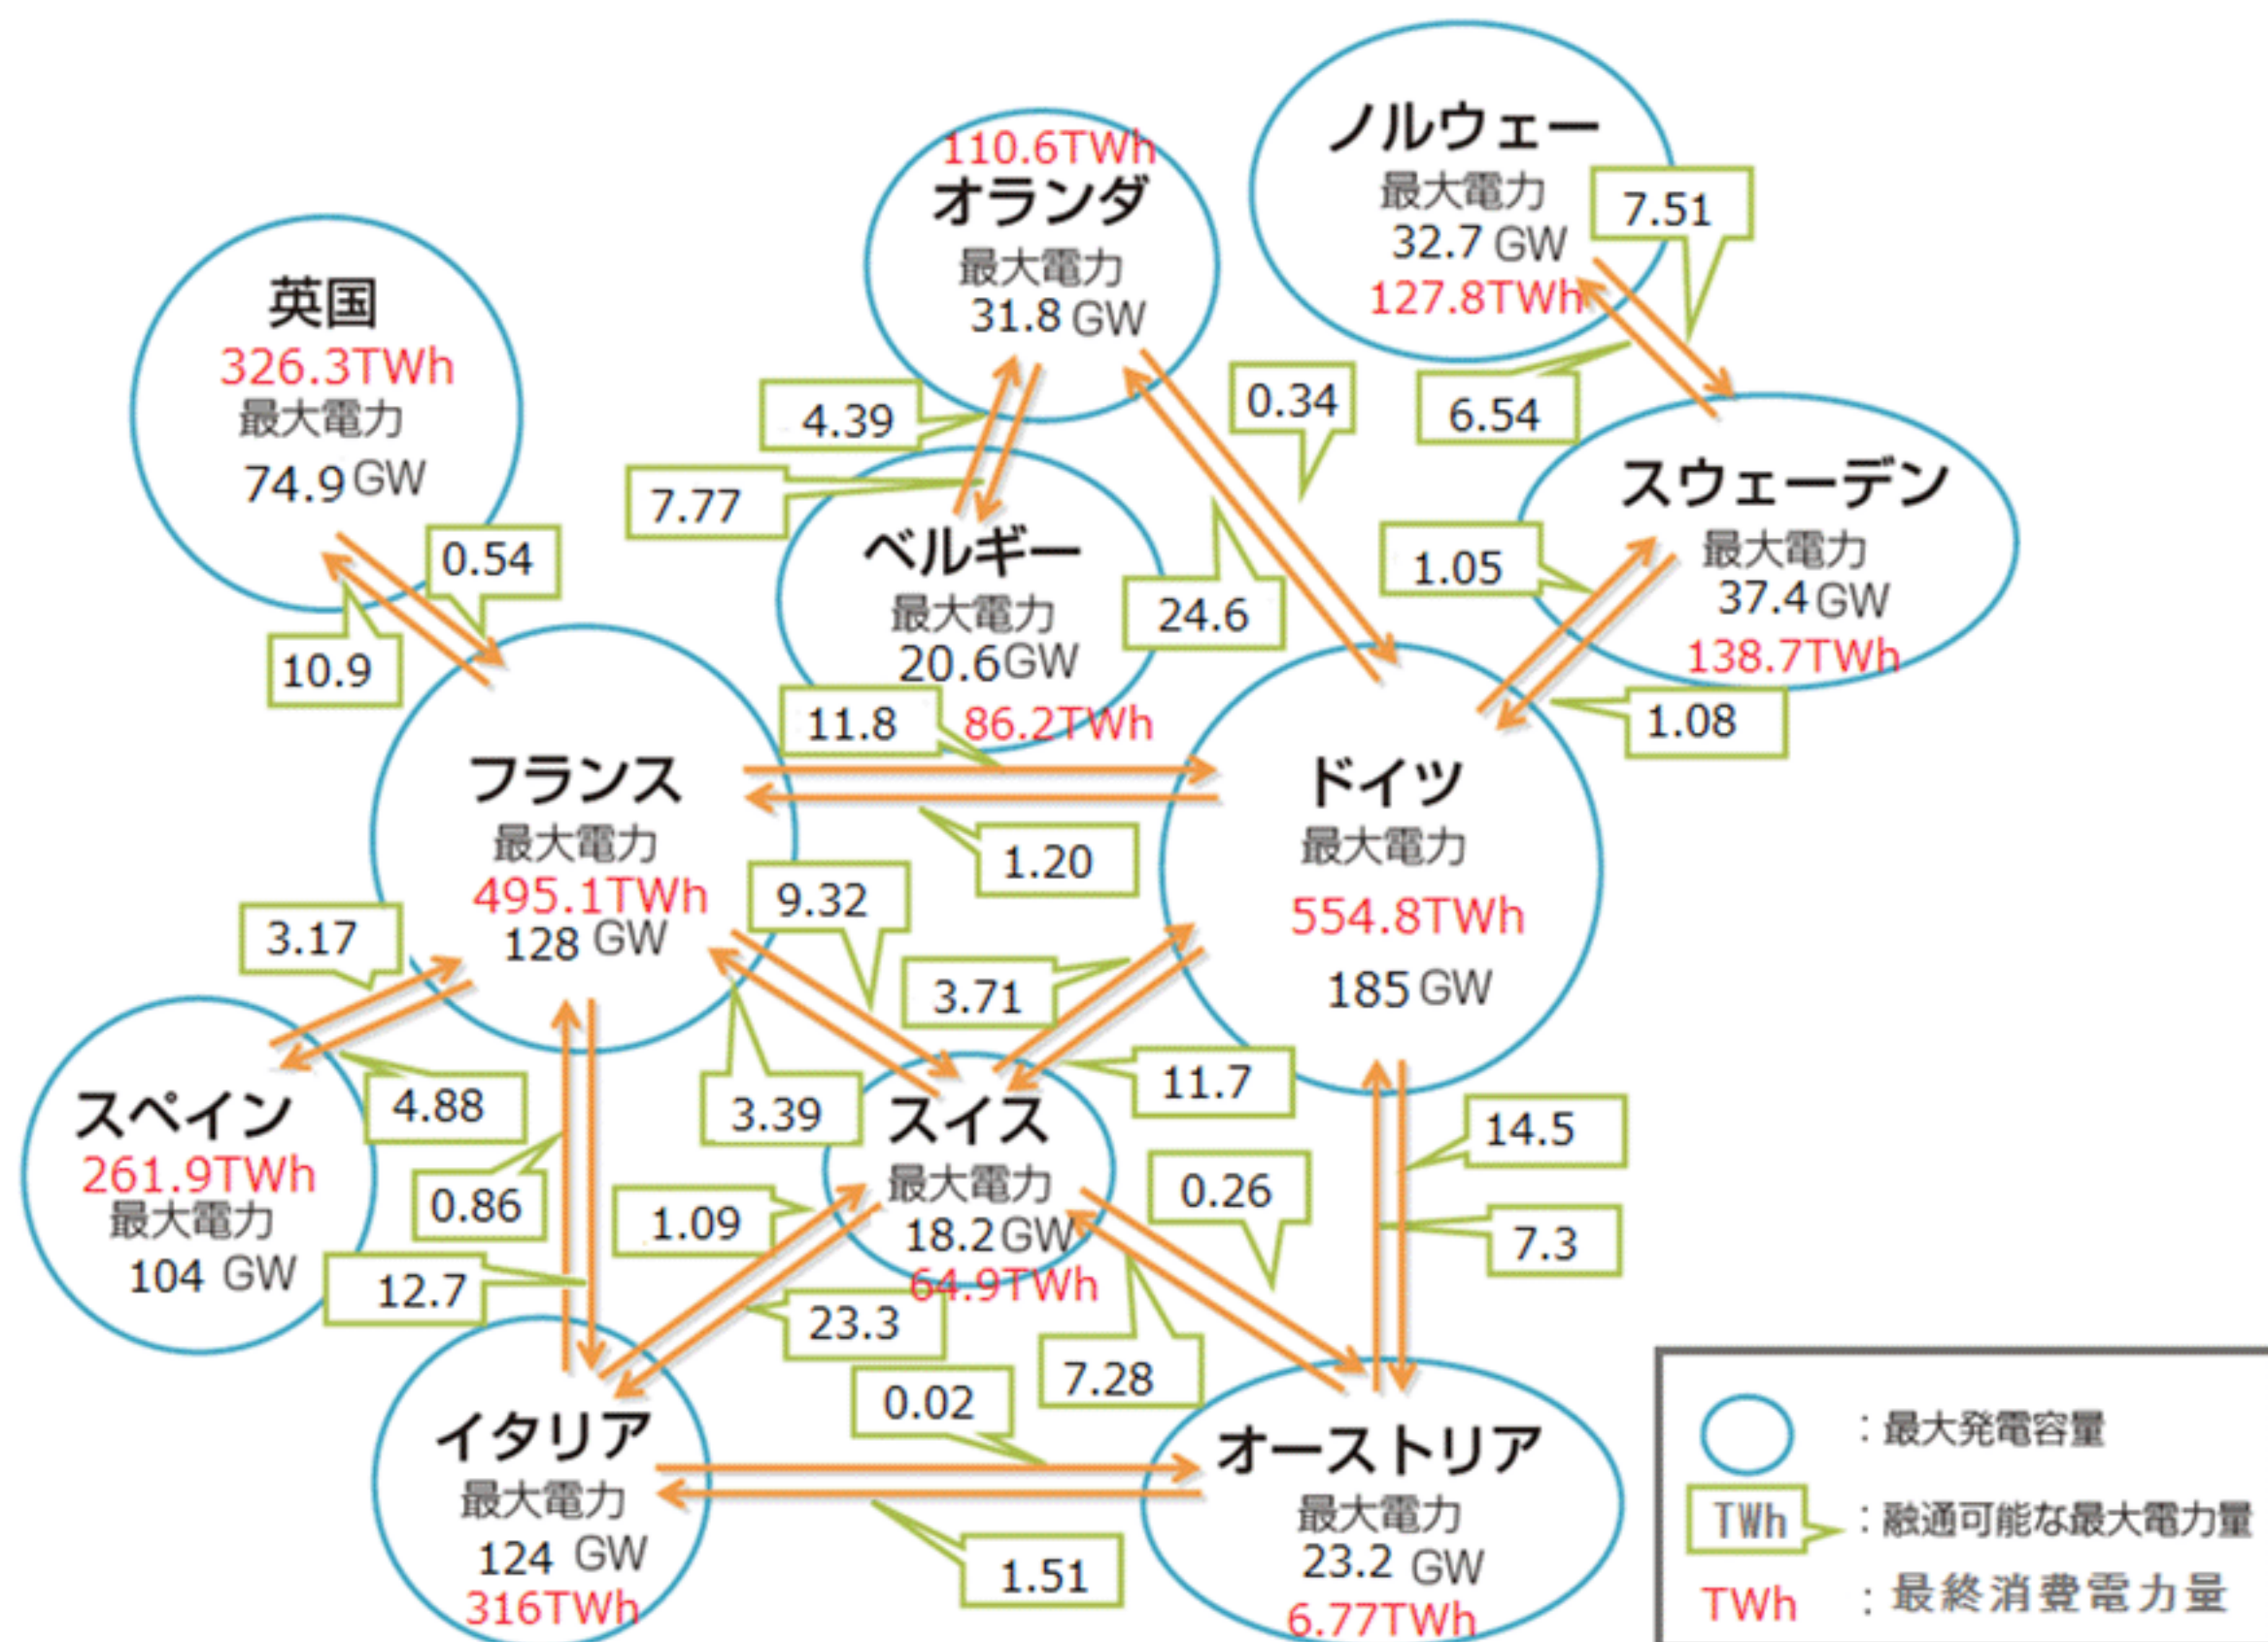 ノルウェー
最大電力
32.7 GW
127.8TWh
7.51
6.54
110.6TWh
オランダ
最大電力
31.8 GW
英国
326.3TWh
最大電力
74.9 GW
4.39
7.77
0.34
24.6
スウェーデン
最大電力
37.4 GW
138.7TWh
1.05
1.08
0.54
10.9
ベルギー
最大電力
20.6GW
86.2TWh
11.8
1.20
フランス
最大電力
495.1TWh
128 GW
ドイツ
最大電力
554.8TWh
185 GW
9.32
3.39
3.71
11.7
3.17
4.88
スペイン
261.9TWh
最大電力
104 GW
0.86
12.7
スイス
最大電力
18.2 GW
64.9TWh
1.09
23.3
0.26
7.28
14.5
7.3
0.02
1.51
イタリア
最大電力
124 GW
316TWh
オーストリア
最大電力
23.2 GW
6.77TWh
:最大発電容量
TWh :融通可能な最大電力量
TWh :最終消費電力量